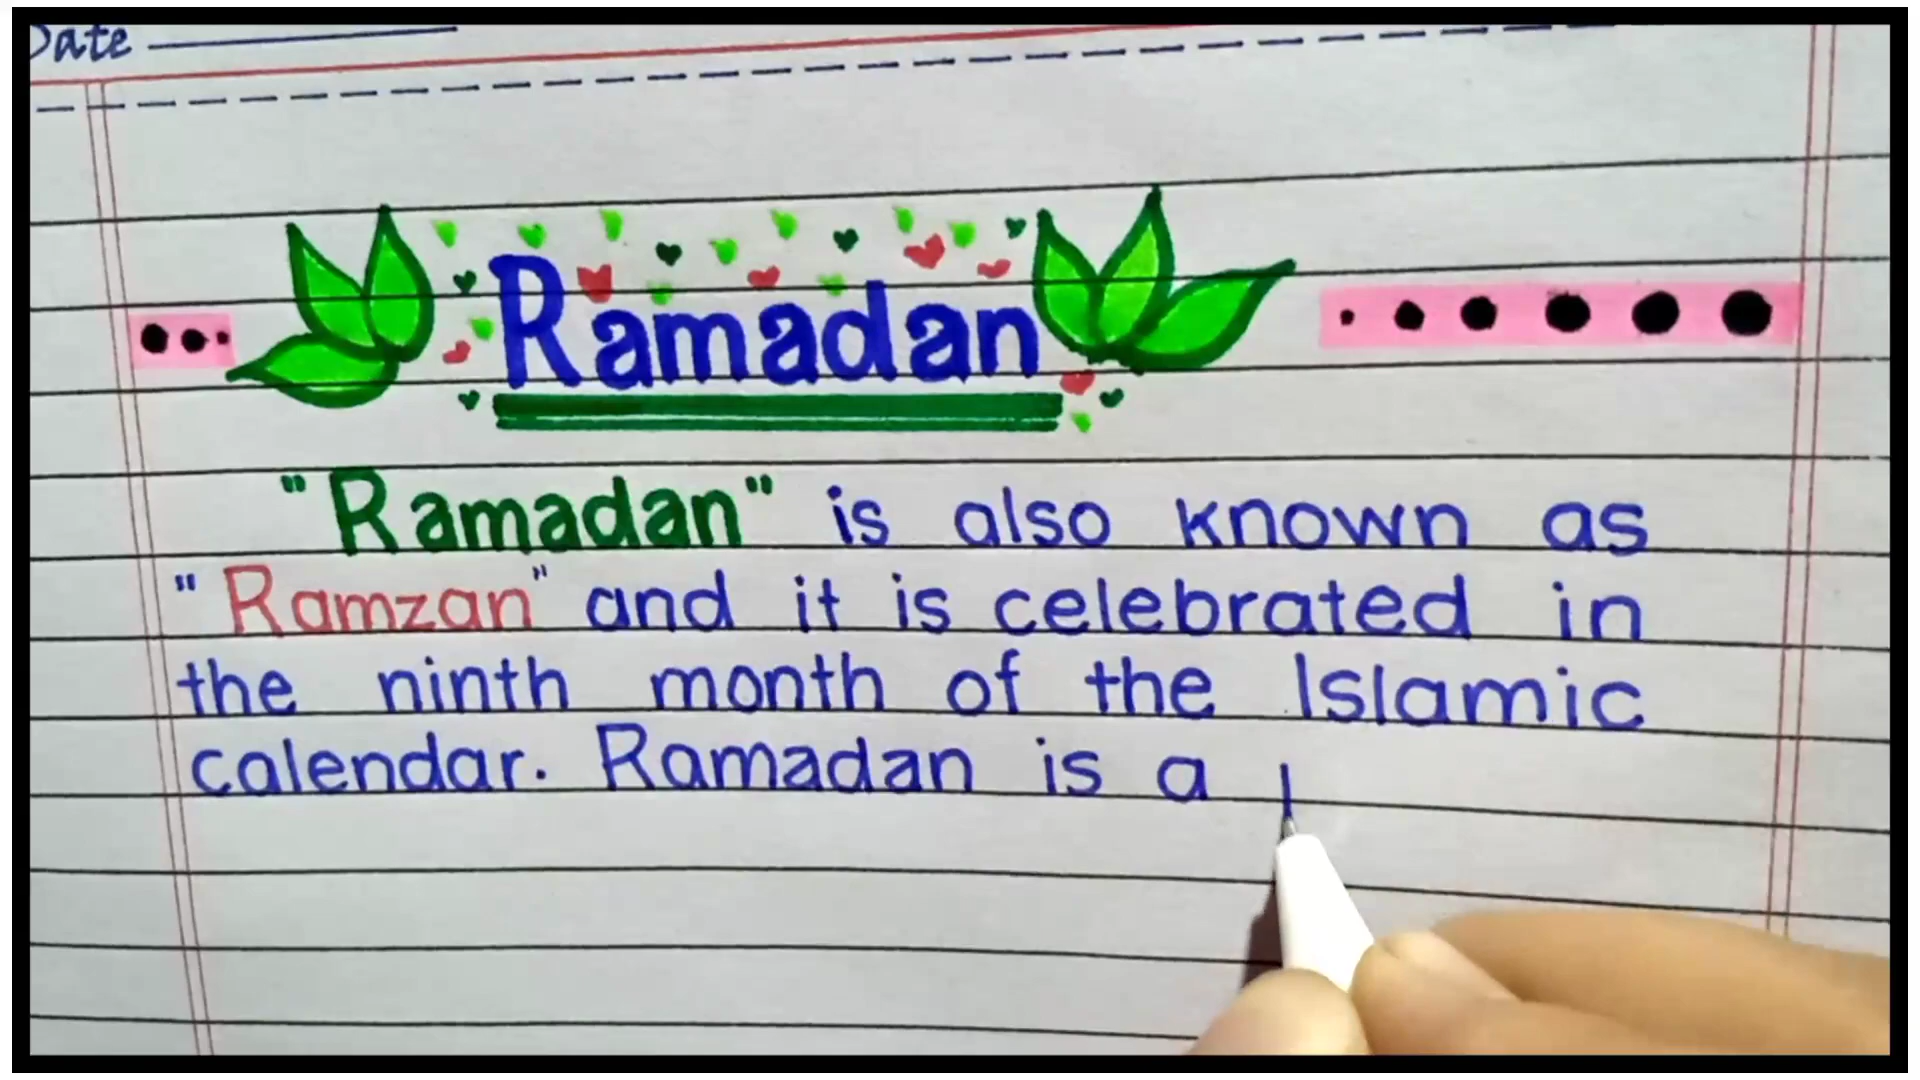 Date
Ramadan
"Ramadan" is also known as
"Ramzan" and it is celebrated in
the ninth month of the Islamic
calendar. Ramadan is a